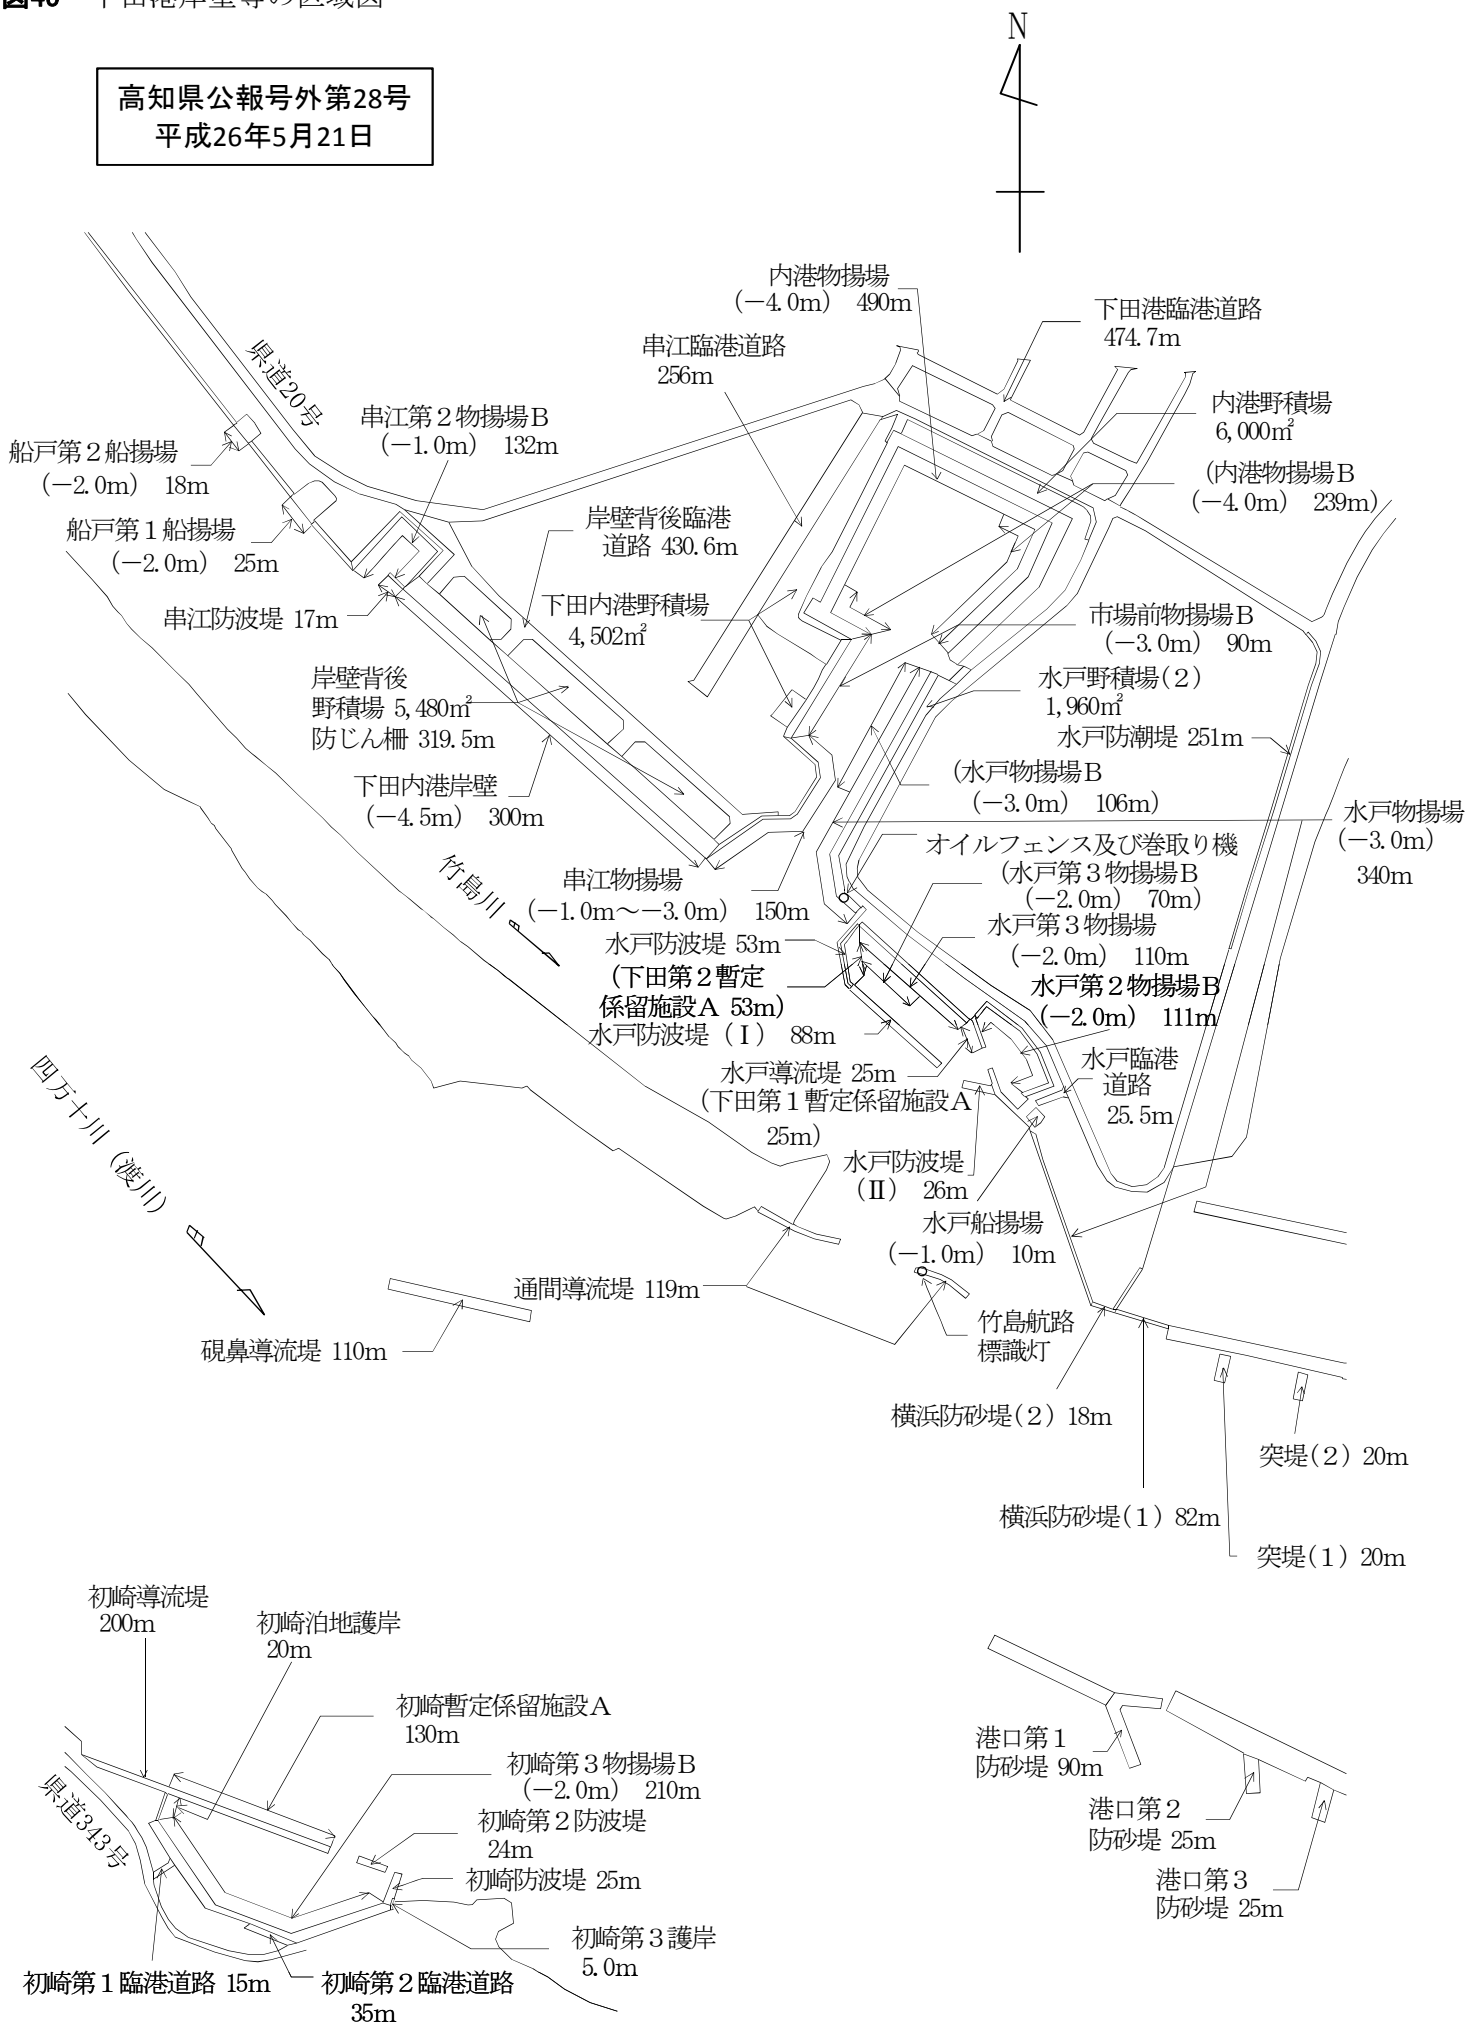 図40 下田港岸壁等の区域図
高知県公報号外第28号
平成26年5月21日
N
内港物揚場
(-4.0m) 490m
下田港臨港道路
474.7m
串江臨港道路
256m
県道20号
内港野積場
6,000㎡
串江第2物揚場B
(-1.0m) 132m
船戸第2船揚場
(-2.0m) 18m
(内港物揚場B
(-4.0m) 239m)
船戸第1船揚場
(-2.0m) 25m
岸壁背後臨港
道路 430.6m
串江防波堤 17m
下田内港野積場
4,502㎡
市場前物揚場B
(-3.0m) 90m
岸壁背後
野積場 5,480㎡
防じん柵 319.5m
水戸野積場(2)
1,960㎡
水戸防潮堤 251m
下田内港岸壁
(-4.5m) 300m
(水戸物揚場B
(-3.0m) 106m)
水戸物揚場
(-3.0m)
340m
オイルフェンス及び巻取り機
竹島川
串江物揚場
(-1.0m～-3.0m) 150m
(水戸第3物揚場B
(-2.0m) 70m)
水戸第3物揚場
(-2.0m) 110m
水戸防波堤 53m
(下田第2暫定
係留施設A 53m)
水戸第2物揚場B
(-2.0m) 111m
水戸防波堤(Ⅰ) 88m
水戸導流堤 25m
(下田第1暫定係留施設A
25m)
水戸臨港
道路
25.5m
四万十川(渡川)
水戸防波堤
(Ⅱ) 26m
水戸船揚場
(-1.0m) 10m
通間導流堤 119m
硯鼻導流堤 110m
竹島航路
標識灯
横浜防砂堤(2) 18m
突堤(2) 20m
横浜防砂堤(1) 82m
突堤(1) 20m
初崎導流堤
200m
初崎泊地護岸
20m
初崎暫定係留施設A
130m
初崎第3物揚場B
(-2.0m) 210m
県道343号
初崎第2防波堤
24m
初崎防波堤 25m
初崎第3護岸
5.0m
初崎第1臨港道路 15m
初崎第2臨港道路
35m
港口第1
防砂堤 90m
港口第2
防砂堤 25m
港口第3
防砂堤 25m